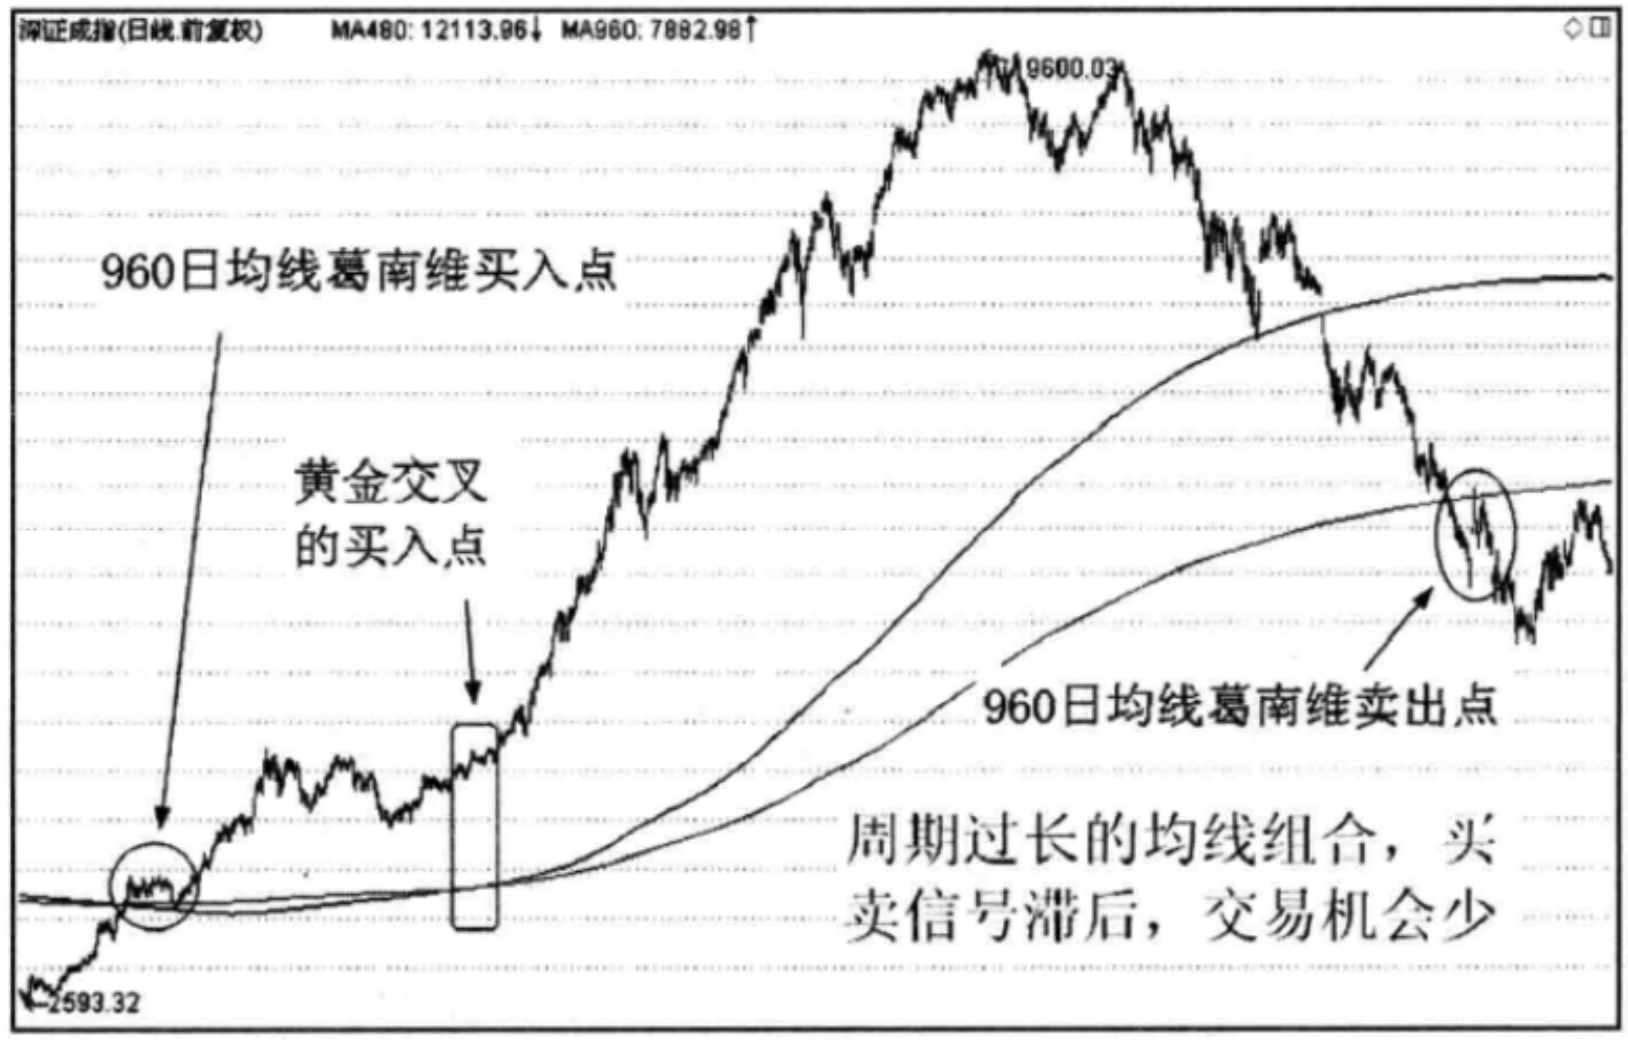 深证成指(日线.前复权) MA480: 12113.96↓ MA960: 7882.98↑
9600.03
960日均线葛南维买入点
黄金交叉
的买入点
960日均线葛南维卖出点
周期过长的均线组合，买
卖信号滞后，交易机会少
←2593.32